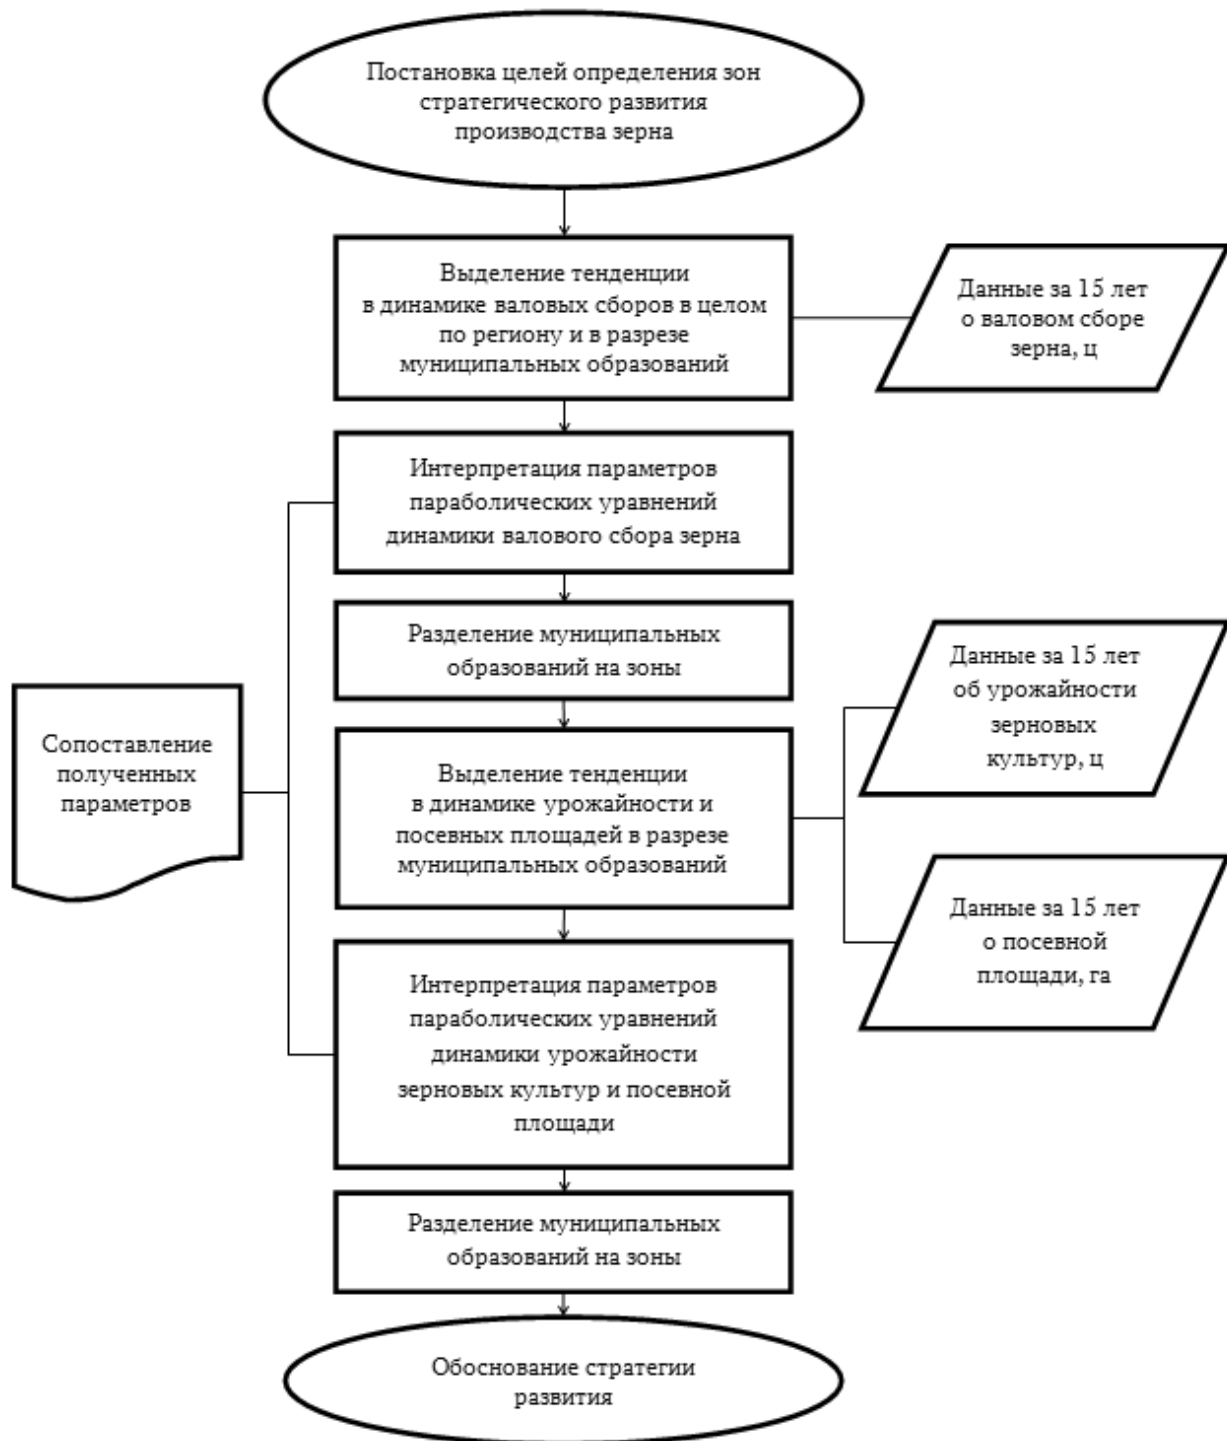 Постановка целей определения зон
стратегического развития
производства зерна
Выделение тенденции
в динамике валовых сборов в целом
по региону и в разрезе
муниципальных образований
Данные за 15 лет
о валовом сборе
зерна, ц
Интерпретация параметров
параболических уравнений
динамики валового сбора зерна
Разделение муниципальных
образований на зоны
Сопоставление
полученных
параметров
Выделение тенденции
в динамике урожайности и
посевных площадей в разрезе
муниципальных образований
Данные за 15 лет
об урожайности
зерновых
культур, ц
Данные за 15 лет
о посевной
площади, га
Интерпретация параметров
параболических уравнений
динамики урожайности
зерновых культур и посевной
площади
Разделение муниципальных
образований на зоны
Обоснование стратегии
развития